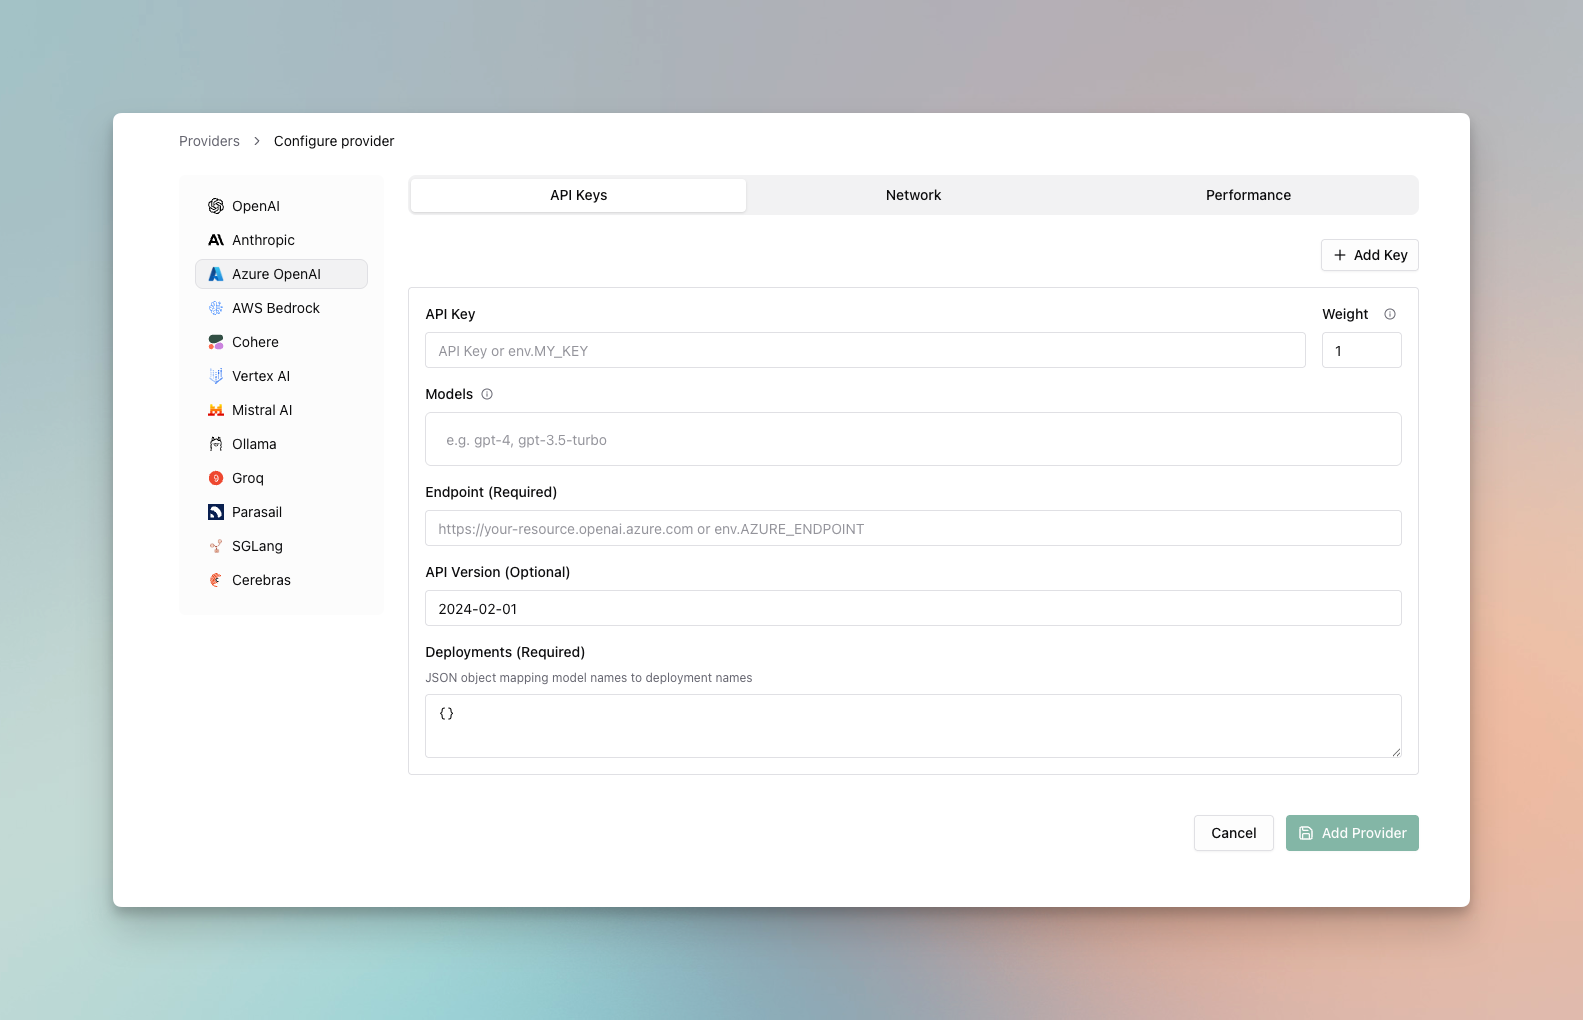 Providers > Configure provider
OpenAI
Anthropic
Azure OpenAI
AWS Bedrock
Cohere
Vertex AI
Mistral AI
Ollama
Groq
Parasail
SGLang
Cerebras
API Keys Network Performance
+ Add Key
API Key Weight
API Key or env.MY_KEY 1
Models
e.g. gpt-4, gpt-3.5-turbo
Endpoint (Required)
https://your-resource.openai.azure.com or env.AZURE_ENDPOINT
API Version (Optional)
2024-02-01
Deployments (Required)
JSON object mapping model names to deployment names
{}
Cancel Add Provider